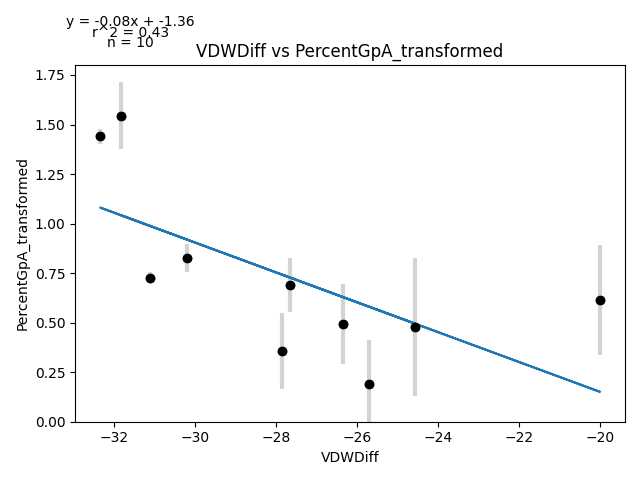 y = -0.08x + -1.36
r^2 = 0.43
n = 10
VDWDiff vs PercentGpA_transformed
PercentGpA_transformed
1.75
1.50
1.25
1.00
0.75
0.50
0.25
0.00
−32
−30
−28
−26
−24
−22
−20
VDWDiff